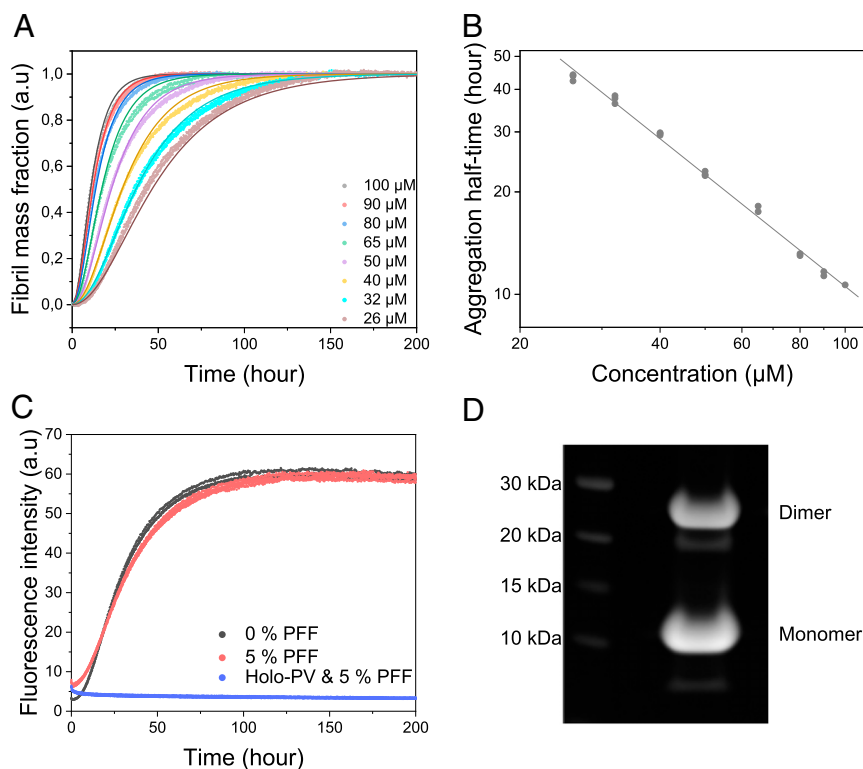 A
Fibril mass fraction (a.u)
1,0
0,8
0,6
0,4
0,2
0,0
100 µM
90 µM
80 µM
65 µM
50 µM
40 µM
32 µM
26 µM
0
50
100
150
200
Time (hour)
B
Aggregation half-time (hour)
50
40
30
20
10
20
40
60
80
100
Concentration (µM)
C
Fluorescence intensity (a.u)
70
60
50
40
30
20
10
0
0 % PFF
5 % PFF
Holo-PV & 5 % PFF
0
50
100
150
200
Time (hour)
D
30 kDa
Dimer
20 kDa
15 kDa
10 kDa
Monomer